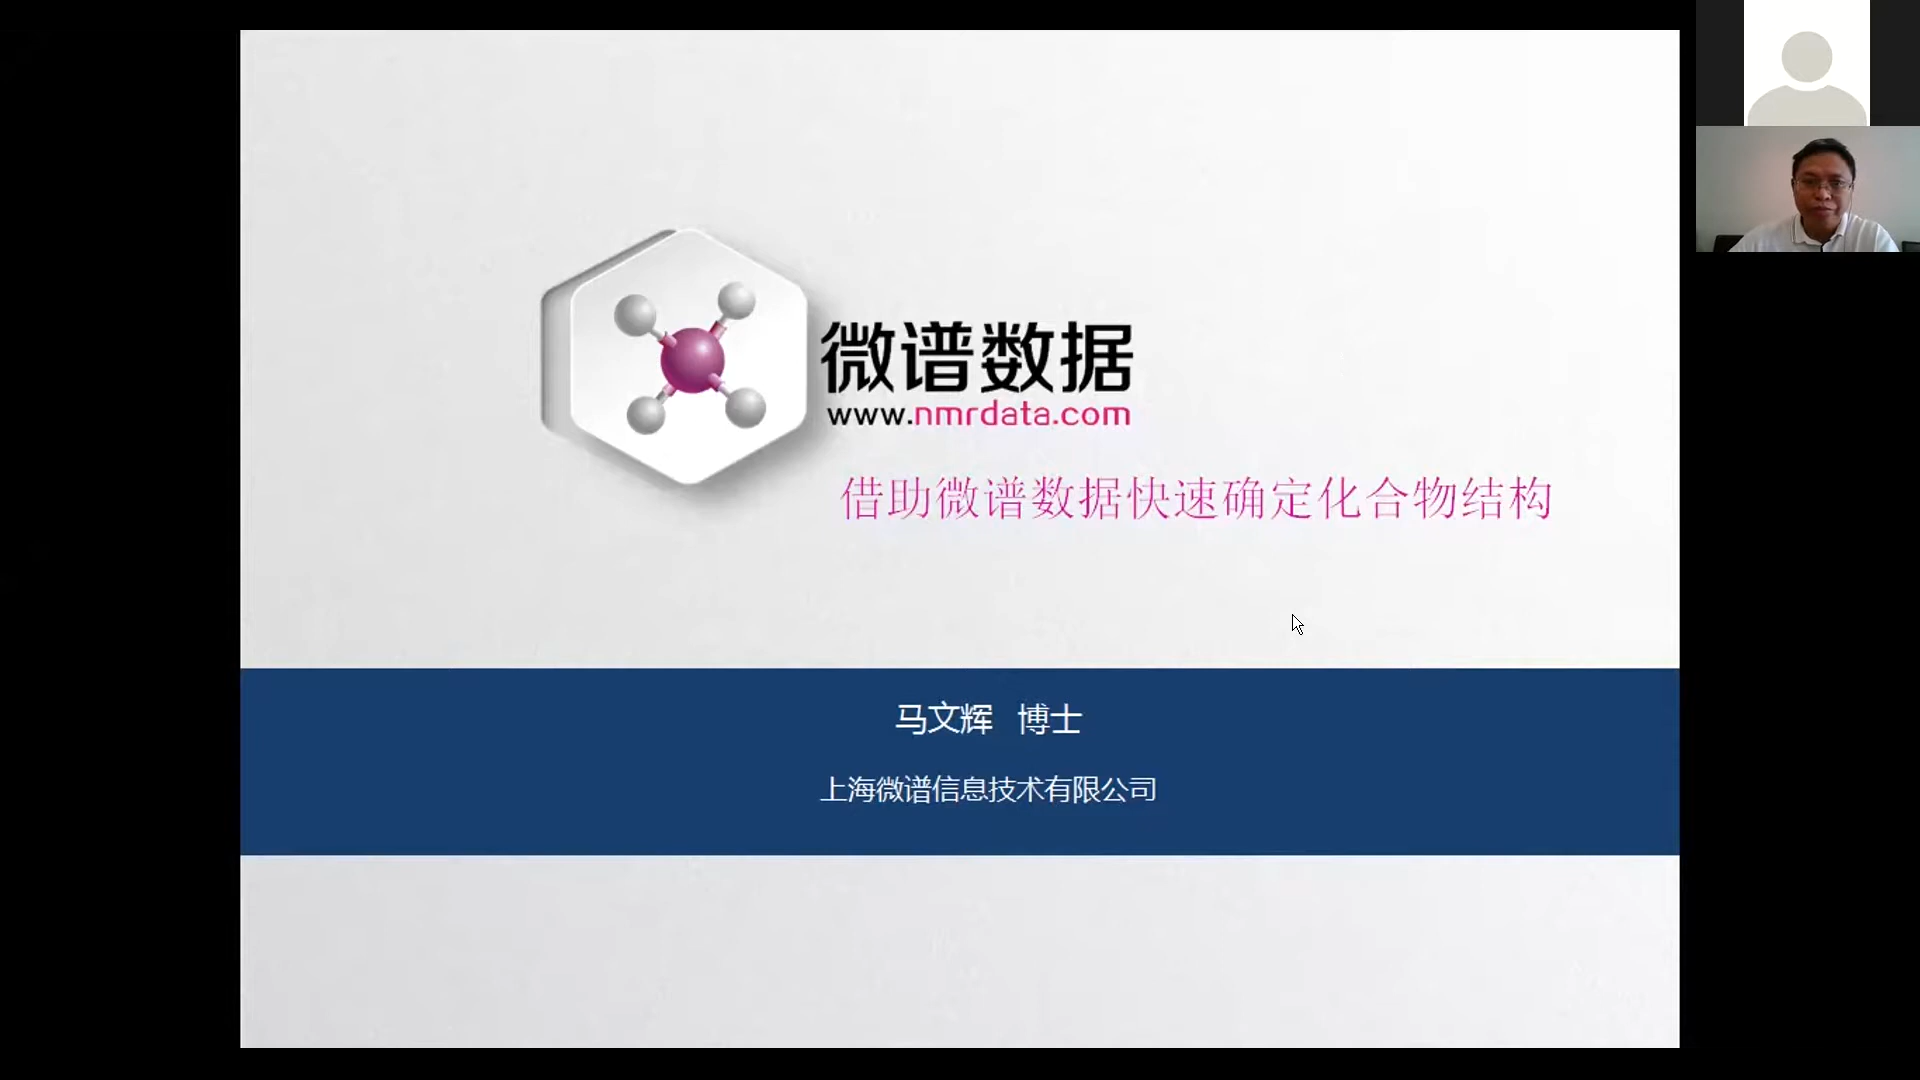 微谱数据
www.nmrdata.com
借助微谱数据快速确定化合物结构
马文辉 博士
上海微谱信息技术有限公司